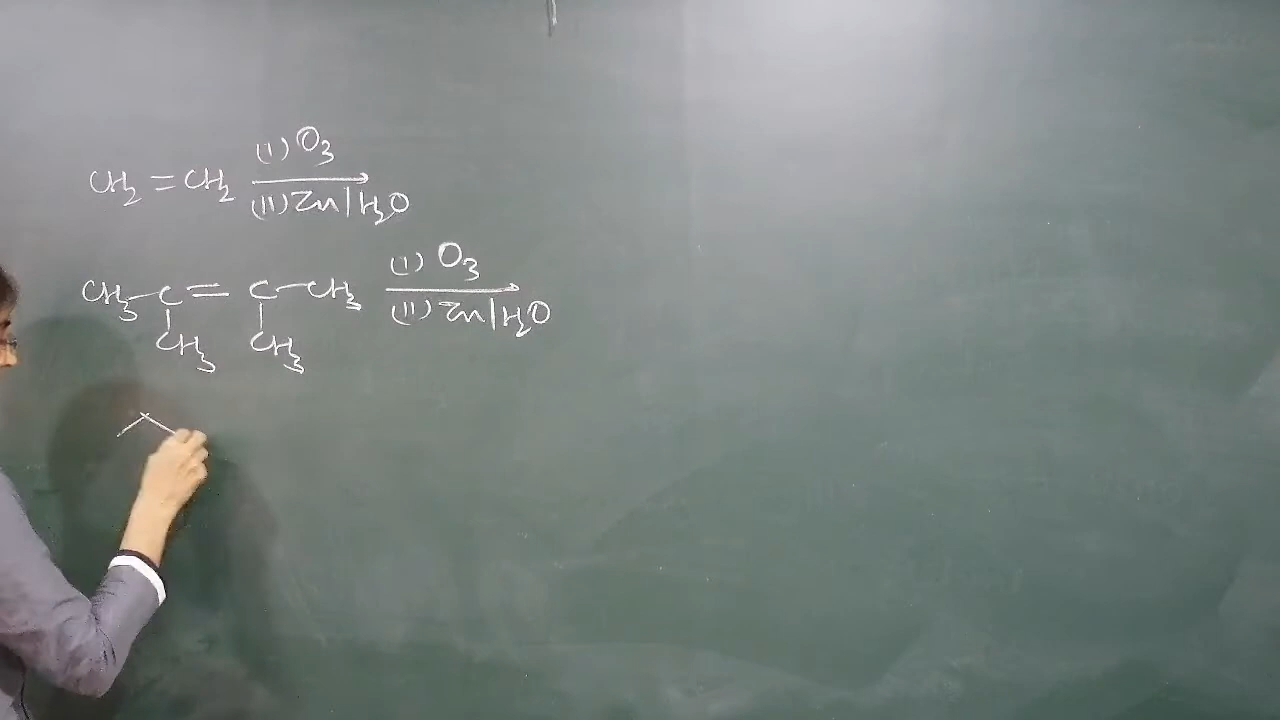 (I) O3
CH2 = CH2
(II) Zn|H2O
(I) O3
CH3-C = C-CH3
(II) Zn|H2O
CH3 CH3